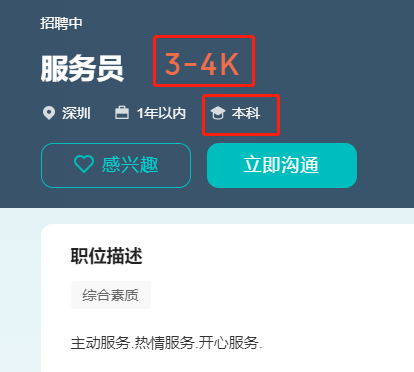 招聘中
服务员 3-4K
深圳 1年以内 本科
感兴趣 立即沟通
职位描述
综合素质
主动服务.热情服务.开心服务.